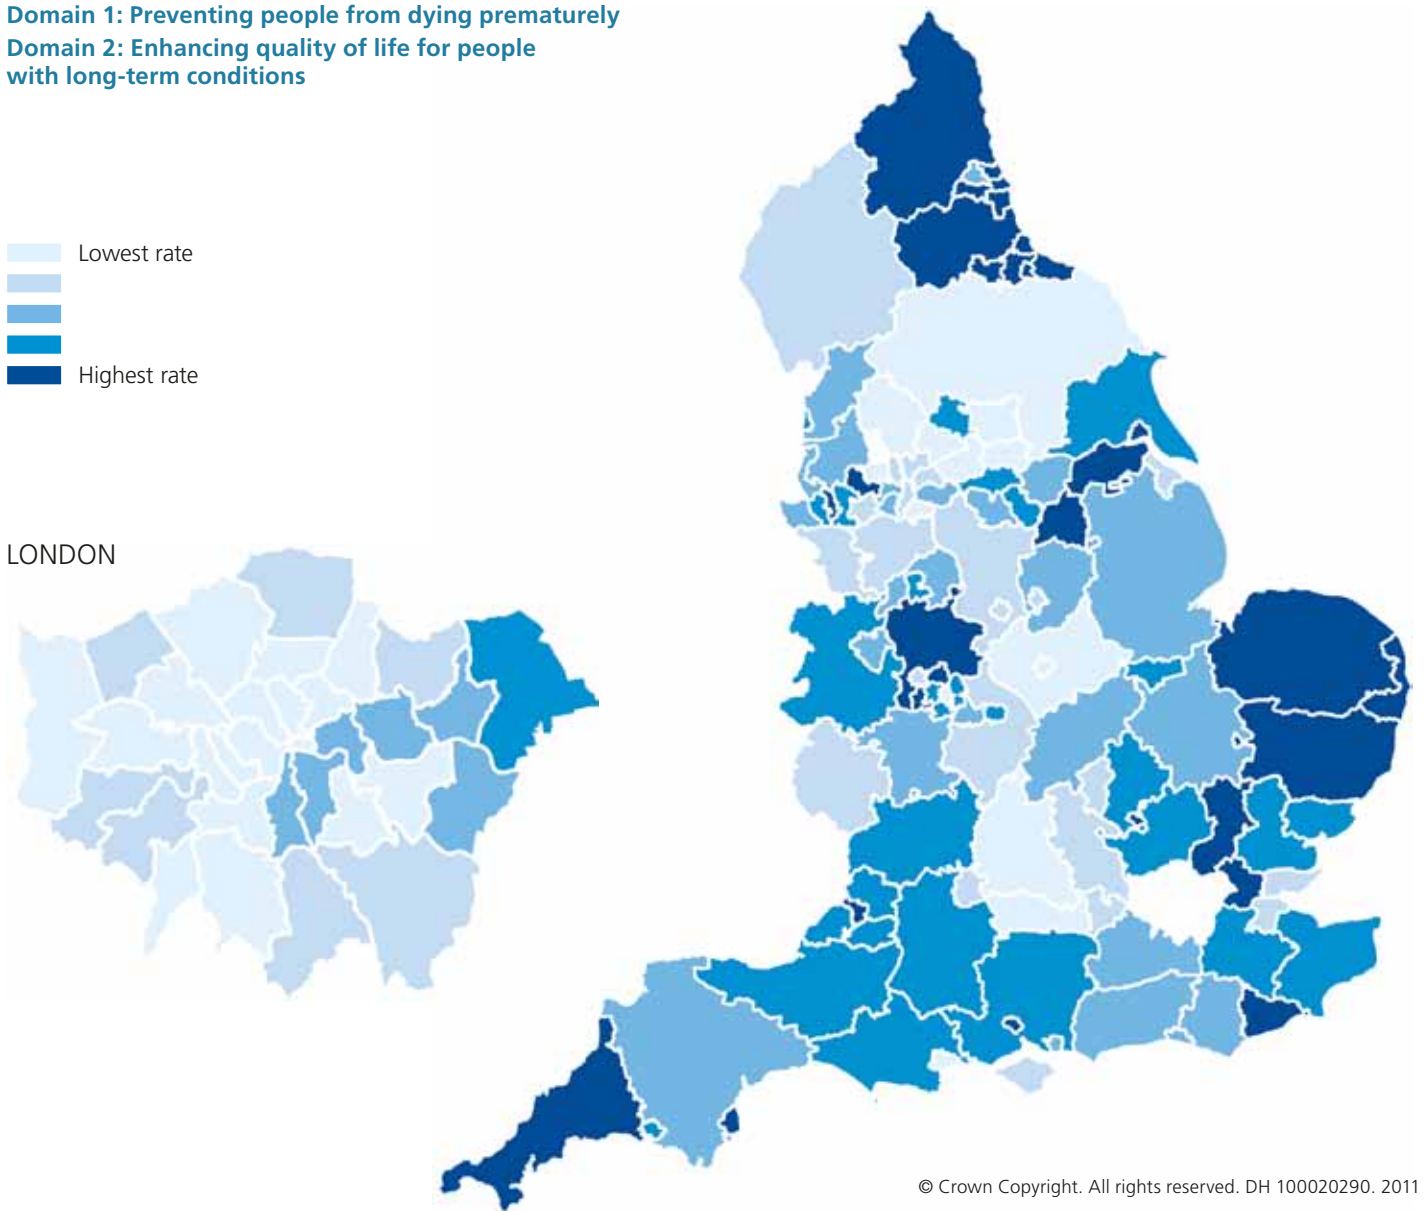 Domain 1: Preventing people from dying prematurely
Domain 2: Enhancing quality of life for people
with long-term conditions
Lowest rate
Highest rate
LONDON
© Crown Copyright. All rights reserved. DH 100020290. 2011